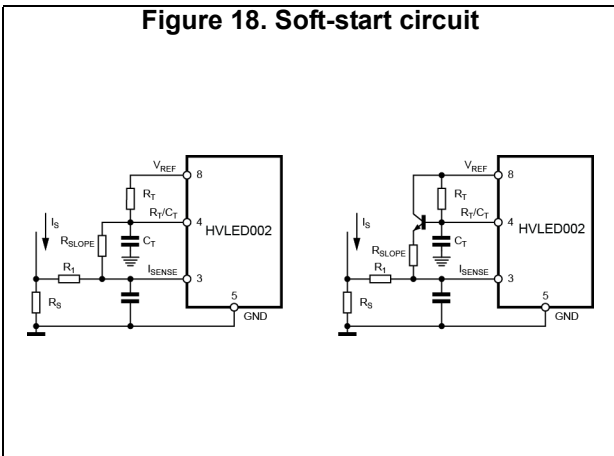 Figure 18. Soft-start circuit
VREF
8
RT
RT/CT
4
HVLED002
IS
RSLOPE
CT
R1
ISENSE
3
RS
5
GND
VREF
8
RT
RT/CT
4
HVLED002
IS
RSLOPE
CT
R1
ISENSE
3
RS
5
GND